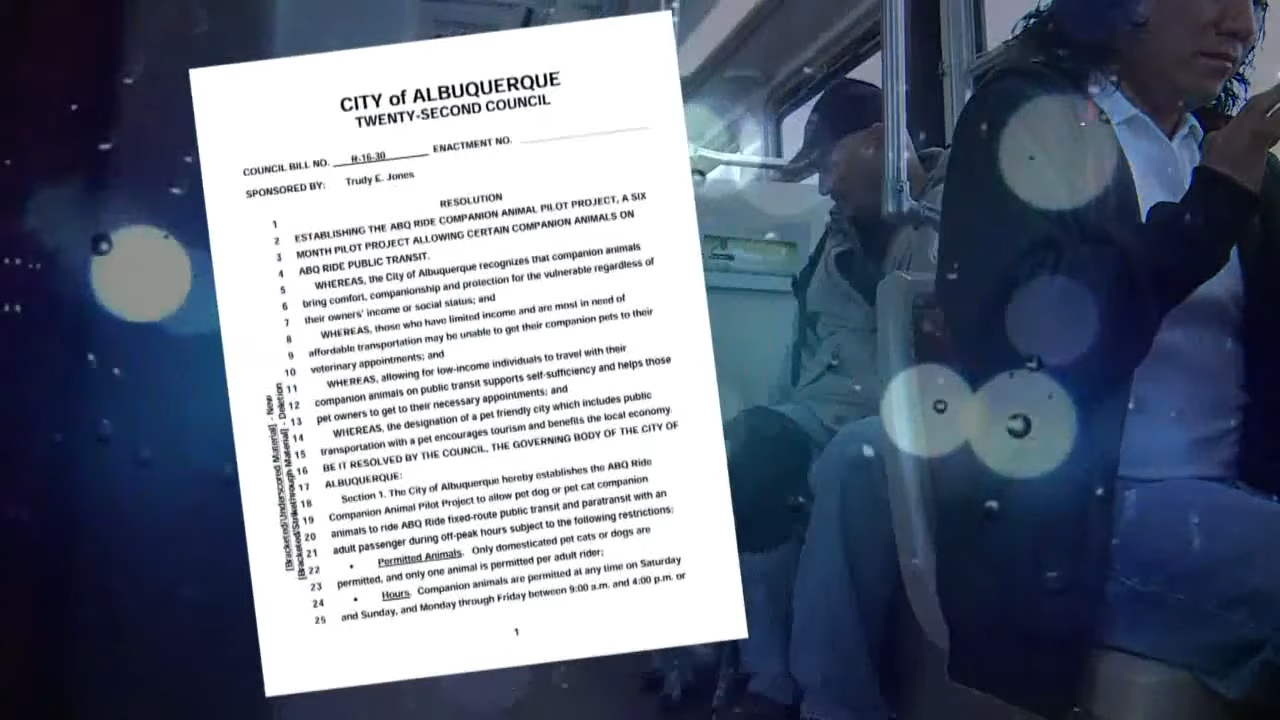 CITY of ALBUQUERQUE
TWENTY-SECOND COUNCIL
COUNCIL BILL NO. R-16-30 ENACTMENT NO.
SPONSORED BY: Trudy E. Jones
1 RESOLUTION
2 ESTABLISHING THE ABQ RIDE COMPANION ANIMAL PILOT PROJECT, A SIX
3 MONTH PILOT PROJECT ALLOWING CERTAIN COMPANION ANIMALS ON
4 ABQ RIDE PUBLIC TRANSIT.
5 WHEREAS, the City of Albuquerque recognizes that companion animals
6 bring comfort, companionship and protection for the vulnerable regardless of
7 their owners' income or social status; and
8 WHEREAS, those who have limited income and are most in need of
9 affordable transportation may be unable to get their companion pets to their
10 veterinary appointments; and
11 WHEREAS, allowing for low-income individuals to travel with their
12 companion animals on public transit supports self-sufficiency and helps those
13 pet owners to get to their necessary appointments; and
14 WHEREAS, the designation of a pet friendly city which includes public
15 transportation with a pet encourages tourism and benefits the local economy.
16 BE IT RESOLVED BY THE COUNCIL, THE GOVERNING BODY OF THE CITY OF
17 ALBUQUERQUE:
18 Section 1. The City of Albuquerque hereby establishes the ABQ Ride
19 Companion Animal Pilot Project to allow pet dog or pet cat companion
20 animals to ride ABQ Ride fixed-route public transit and paratransit with an
21 adult passenger during off-peak hours subject to the following restrictions:
22 • Permitted Animals. Only domesticated pet cats or dogs are
23 permitted, and only one animal is permitted per adult rider;
24 • Hours. Companion animals are permitted at any time on Saturday
25 and Sunday, and Monday through Friday between 9:00 a.m. and 4:00 p.m. or
[Bracketed/Underscored Material] - New
[Bracketed/Strikethrough Material] - Deletion
1